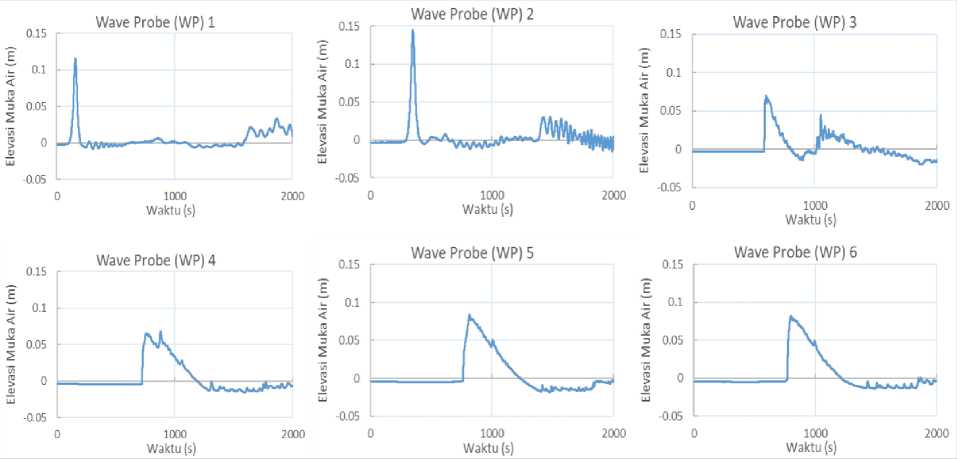 Wave Probe (WP) 1
Elevasi Muka Air (m)
0.15
0.1
0.05
0
-0.05
0
1000
2000
Waktu (s)
Wave Probe (WP) 2
Elevasi Muka Air (m)
0.15
0.1
0.05
0
-0.05
0
1000
2000
Waktu (s)
Wave Probe (WP) 3
Elevasi Muka Air (m)
0.15
0.1
0.05
0
-0.05
0
1000
2000
Waktu (s)
Wave Probe (WP) 4
Elevasi Muka Air (m)
0.15
0.1
0.05
0
-0.05
0
1000
2000
Waktu (s)
Wave Probe (WP) 5
Elevasi Muka Air (m)
0.15
0.1
0.05
0
-0.05
0
1000
2000
Waktu (s)
Wave Probe (WP) 6
Elevasi Muka Air (m)
0.15
0.1
0.05
0
-0.05
0
1000
2000
Waktu (s)